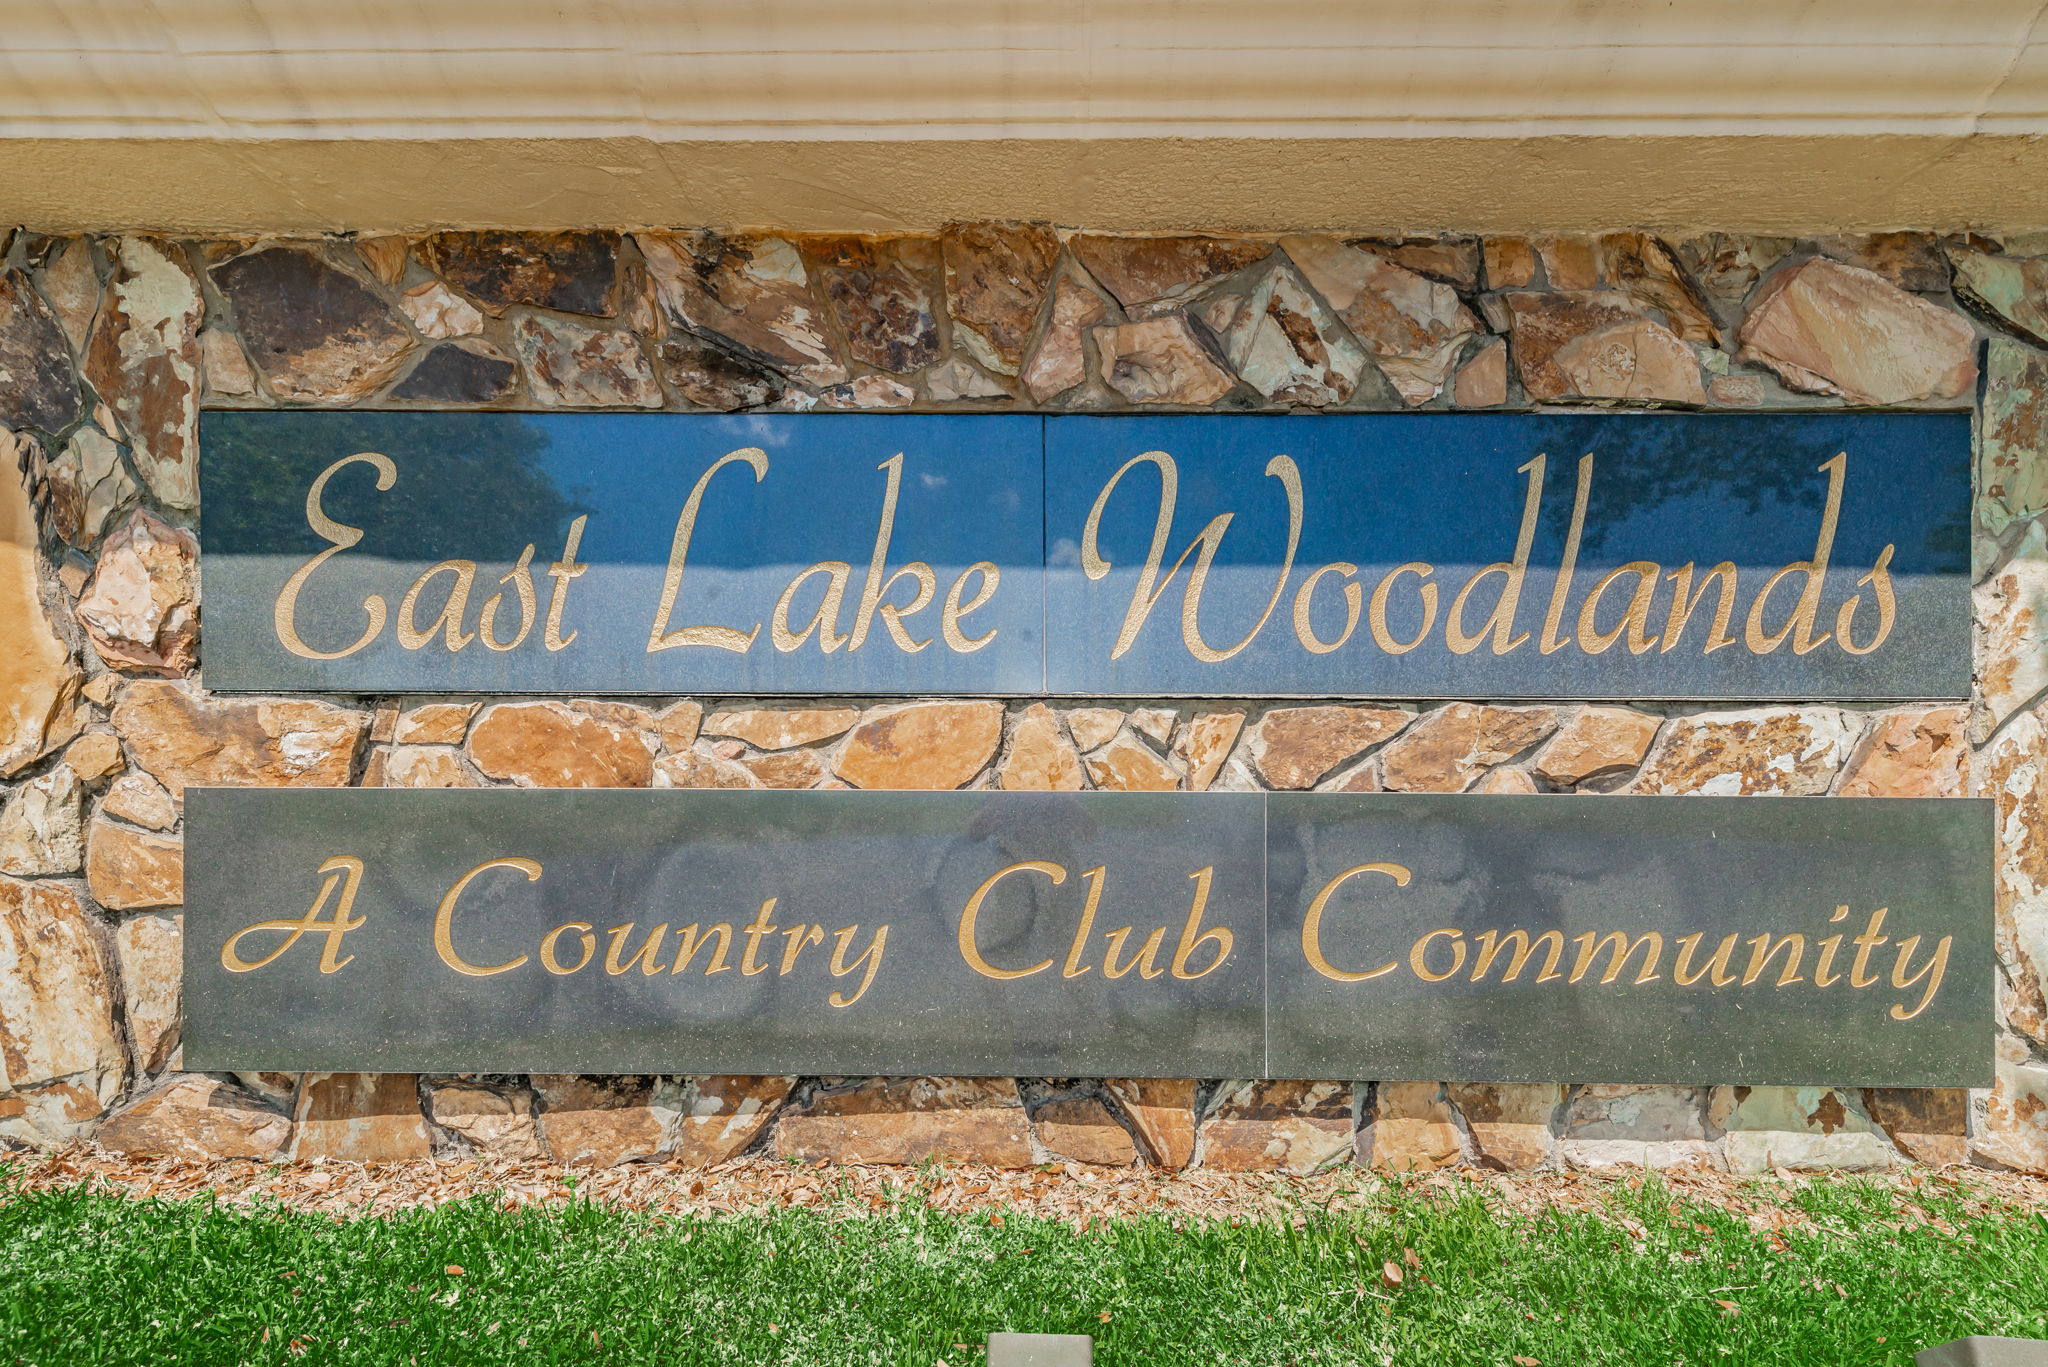 East Lake Woodlands
A Country Club Community